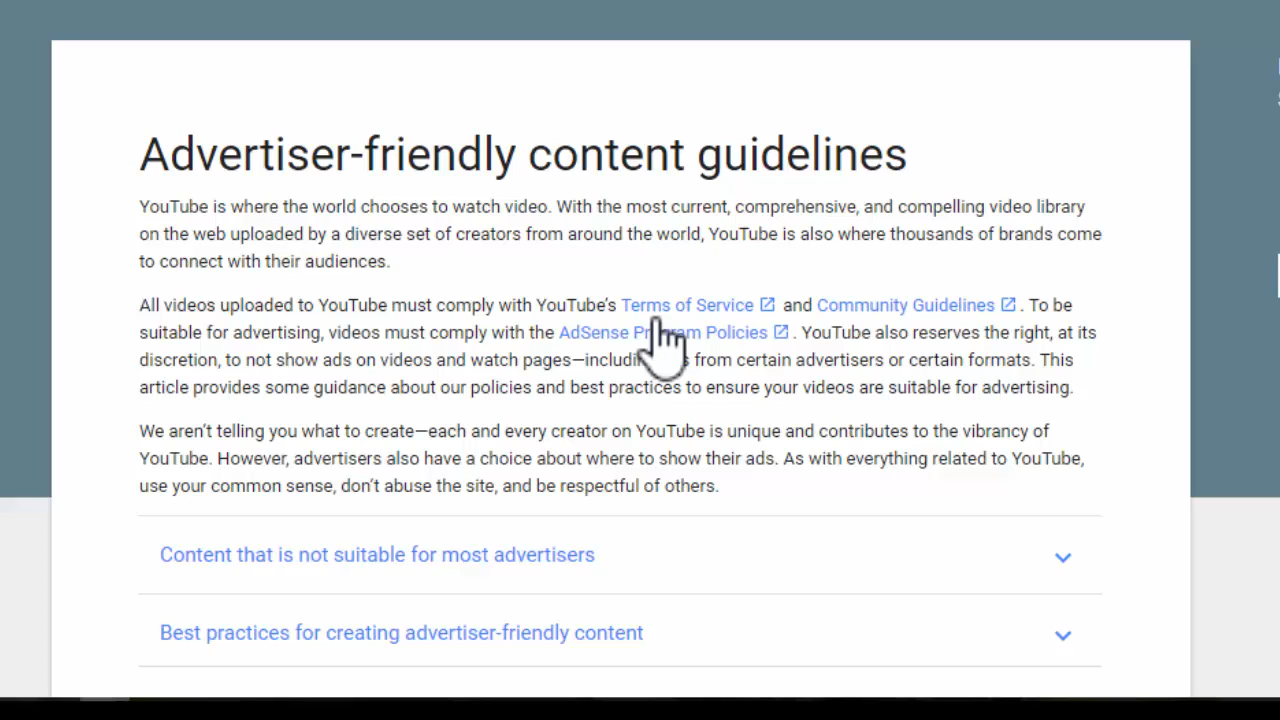 Advertiser-friendly content guidelines
YouTube is where the world chooses to watch video. With the most current, comprehensive, and compelling video library
on the web uploaded by a diverse set of creators from around the world, YouTube is also where thousands of brands come
to connect with their audiences.
All videos uploaded to YouTube must comply with YouTube’s Terms of Service and Community Guidelines . To be
suitable for advertising, videos must comply with the AdSense Policies . YouTube also reserves the right, at its
discretion, to not show ads on videos and watch pages— from certain advertisers or certain formats. This
article provides some guidance about our policies and best practices to ensure your videos are suitable for advertising.
We aren’t telling you what to create—each and every creator on YouTube is unique and contributes to the vibrancy of
YouTube. However, advertisers also have a choice about where to show their ads. As with everything related to YouTube,
use your common sense, don’t abuse the site, and be respectful of others.
Content that is not suitable for most advertisers
Best practices for creating advertiser-friendly content